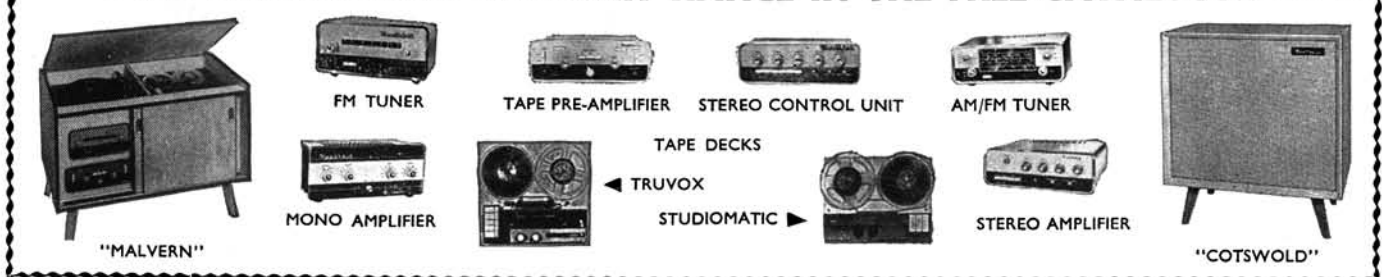 FM TUNER
TAPE PRE-AMPLIFIER
STEREO CONTROL UNIT
AM/FM TUNER
TAPE DECKS
◄ TRUVOX
MONO AMPLIFIER
STUDIOMATIC ►
STEREO AMPLIFIER
"MALVERN"
"COTSWOLD"